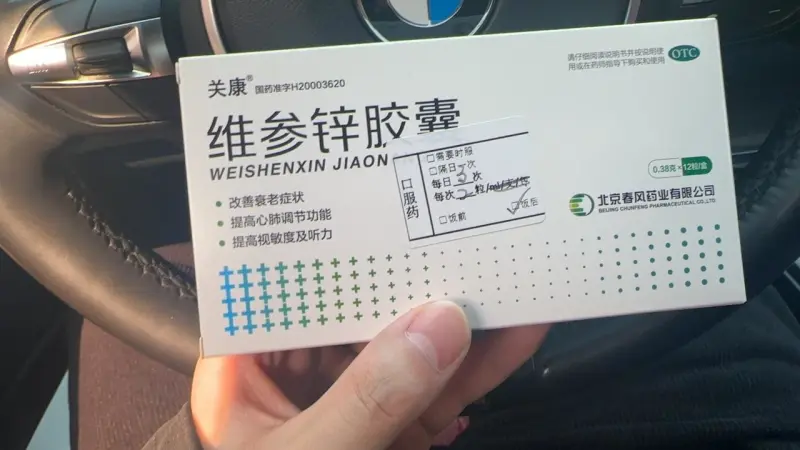 关康® 国药准字H20003620
请仔细阅读说明书并按说明使
用或在药师指导下购买和使用
OTC
维参锌胶囊
WEISHENXIN JIAON
改善衰老症状
提高心肺调节功能
提高视敏度及听力
0.38克×12粒/盒
北京春风药业有限公司
BEIJING CHUNFENG PHARMACEUTICAL CO.,LTD.
口服药
□需要时服
□隔日 次
每日3次
每次2粒/
□饭前 □饭后